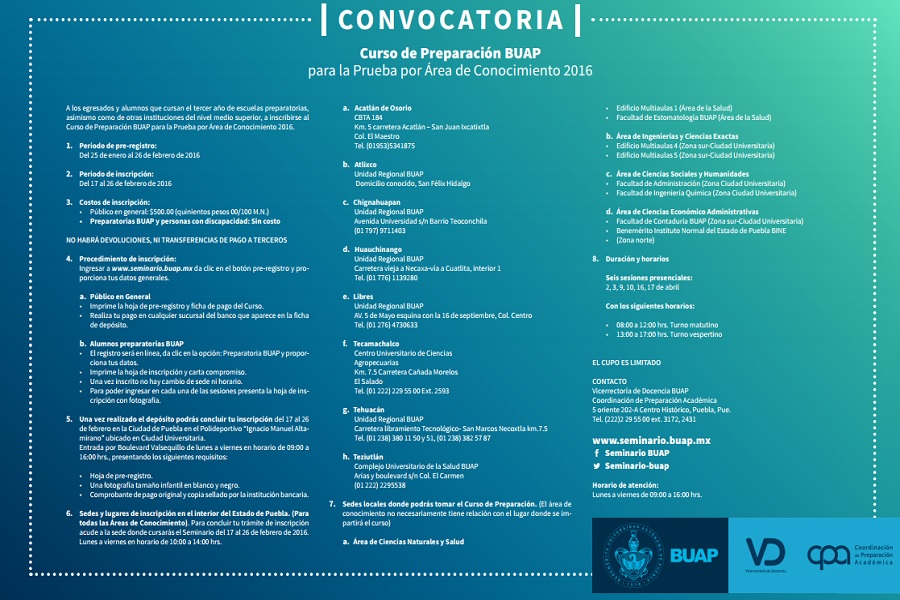 CONVOCATORIA
Curso de Preparación BUAP
para la Prueba por Área de Conocimiento 2016
A los egresados y alumnos que cursan el tercer año de escuelas preparatorias,
asimismo como de otras instituciones del nivel medio superior, a inscribirse al
Curso de Preparación BUAP para la Prueba por Área de Conocimiento 2016.
1. Periodo de pre-registro:
Del 25 de enero al 26 de febrero de 2016
2. Periodo de inscripción:
Del 17 al 26 de febrero de 2016
3. Costos de inscripción:
• Público en general: $500.00 (quinientos pesos 00/100 M.N.)
• Preparatorias BUAP y personas con discapacidad: Sin costo
NO HABRÁ DEVOLUCIONES, NI TRANSFERENCIAS DE PAGO A TERCEROS
4. Procedimiento de inscripción:
Ingresar a www.seminario.buap.mx da clic en el botón pre-registro y pro-
porciona tus datos generales.
a. Público en General
• Imprime la hoja de pre-registro y ficha de pago del Curso.
• Realiza tu pago en cualquier sucursal del banco que aparece en la ficha
de depósito.
b. Alumnos preparatorias BUAP
• El registro será en línea, da clic en la opción: Preparatoria BUAP y propor-
ciona tus datos.
• Imprime la hoja de inscripción y carta compromiso.
• Una vez inscrito no hay cambio de sede ni horario.
• Para poder ingresar en cada una de las sesiones presenta la hoja de ins-
cripción con fotografía.
5. Una vez realizado el depósito podrás concluir tu inscripción del 17 al 26
de febrero en la Ciudad de Puebla en el Polideportivo "Ignacio Manuel Alta-
mirano" ubicado en Ciudad Universitaria.
Entrada por Boulevard Valsequillo de lunes a viernes en horario de 09:00 a
16:00 hrs., presentando los siguientes requisitos:
• Hoja de pre-registro.
• Una fotografía tamaño infantil en blanco y negro.
• Comprobante de pago original y copia sellado por la institución bancaria.
6. Sedes y lugares de inscripción en el interior del Estado de Puebla. (Para
todas las Áreas de Conocimiento). Para concluir tu trámite de inscripción
acude a la sede donde cursarás el Seminario del 17 al 26 de febrero de 2016.
Lunes a viernes en horario de 10:00 a 14:00 hrs.
a. Acatlán de Osorio
CBTA 184
Km. 5 carretera Acatlán – San Juan Ixcatixtla
Col. El Maestro
Tel. (01953)5341875
b. Atlixco
Unidad Regional BUAP
Domicilio conocido, San Félix Hidalgo
c. Chignahuapan
Unidad Regional BUAP
Avenida Universidad s/n Barrio Teoconchila
(01 797) 9711403
d. Huauchinango
Unidad Regional BUAP
Carretera vieja a Necaxa-vía a Cuatlita, interior 1
Tel. (01 776) 1139280
e. Libres
Unidad Regional BUAP
AV. 5 de Mayo esquina con la 16 de septiembre, Col. Centro
Tel. (01 276) 4730633
f. Tecamachalco
Centro Universitario de Ciencias
Agropecuarias
Km. 7.5 Carretera Cañada Morelos
El Salado
Tel. (01 222) 229 55 00 Ext. 2593
g. Tehuacán
Unidad Regional BUAP
Carretera libramiento Tecnológico- San Marcos Necoxtla km.7.5
Tel. (01 238) 380 11 50 y 51, (01 238) 382 57 87
h. Teziutlán
Complejo Universitario de la Salud BUAP
Arias y boulevard s/n Col. El Carmen
(01 222) 2295538
7. Sedes locales donde podrás tomar el Curso de Preparación. (El área de
conocimiento no necesariamente tiene relación con el lugar donde se im-
partirá el curso)
a. Área de Ciencias Naturales y Salud
• Edificio Multiaulas 1 (Área de la Salud)
• Facultad de Estomatología BUAP (Área de la Salud)
b. Área de Ingenierías y Ciencias Exactas
• Edificio Multiaulas 4 (Zona sur-Ciudad Universitaria)
• Edificio Multiaulas 5 (Zona sur-Ciudad Universitaria)
c. Área de Ciencias Sociales y Humanidades
• Facultad de Administración (Zona Ciudad Universitaria)
• Facultad de Ingeniería Química (Zona Ciudad Universitaria)
d. Área de Ciencias Económico Administrativas
• Facultad de Contaduría BUAP (Zona sur-Ciudad Universitaria)
• Benemérito Instituto Normal del Estado de Puebla BINE
• (Zona norte)
8. Duración y horarios
Seis sesiones presenciales:
2, 3, 9, 10, 16, 17 de abril
Con los siguientes horarios:
• 08:00 a 12:00 hrs. Turno matutino
• 13:00 a 17:00 hrs. Turno vespertino
EL CUPO ES LIMITADO
CONTACTO
Vicerrectoría de Docencia BUAP
Coordinación de Preparación Académica
5 oriente 202-A Centro Histórico, Puebla, Pue.
Tel. (222)2 29 55 00 ext. 3172, 2431
www.seminario.buap.mx
Seminario BUAP
Seminario-buap
Horario de atención:
Lunes a viernes de 09:00 a 16:00 hrs.
BUAP
VD
Vicerrectoría de Docencia
cpa
Coordinación
de Preparación
Académica